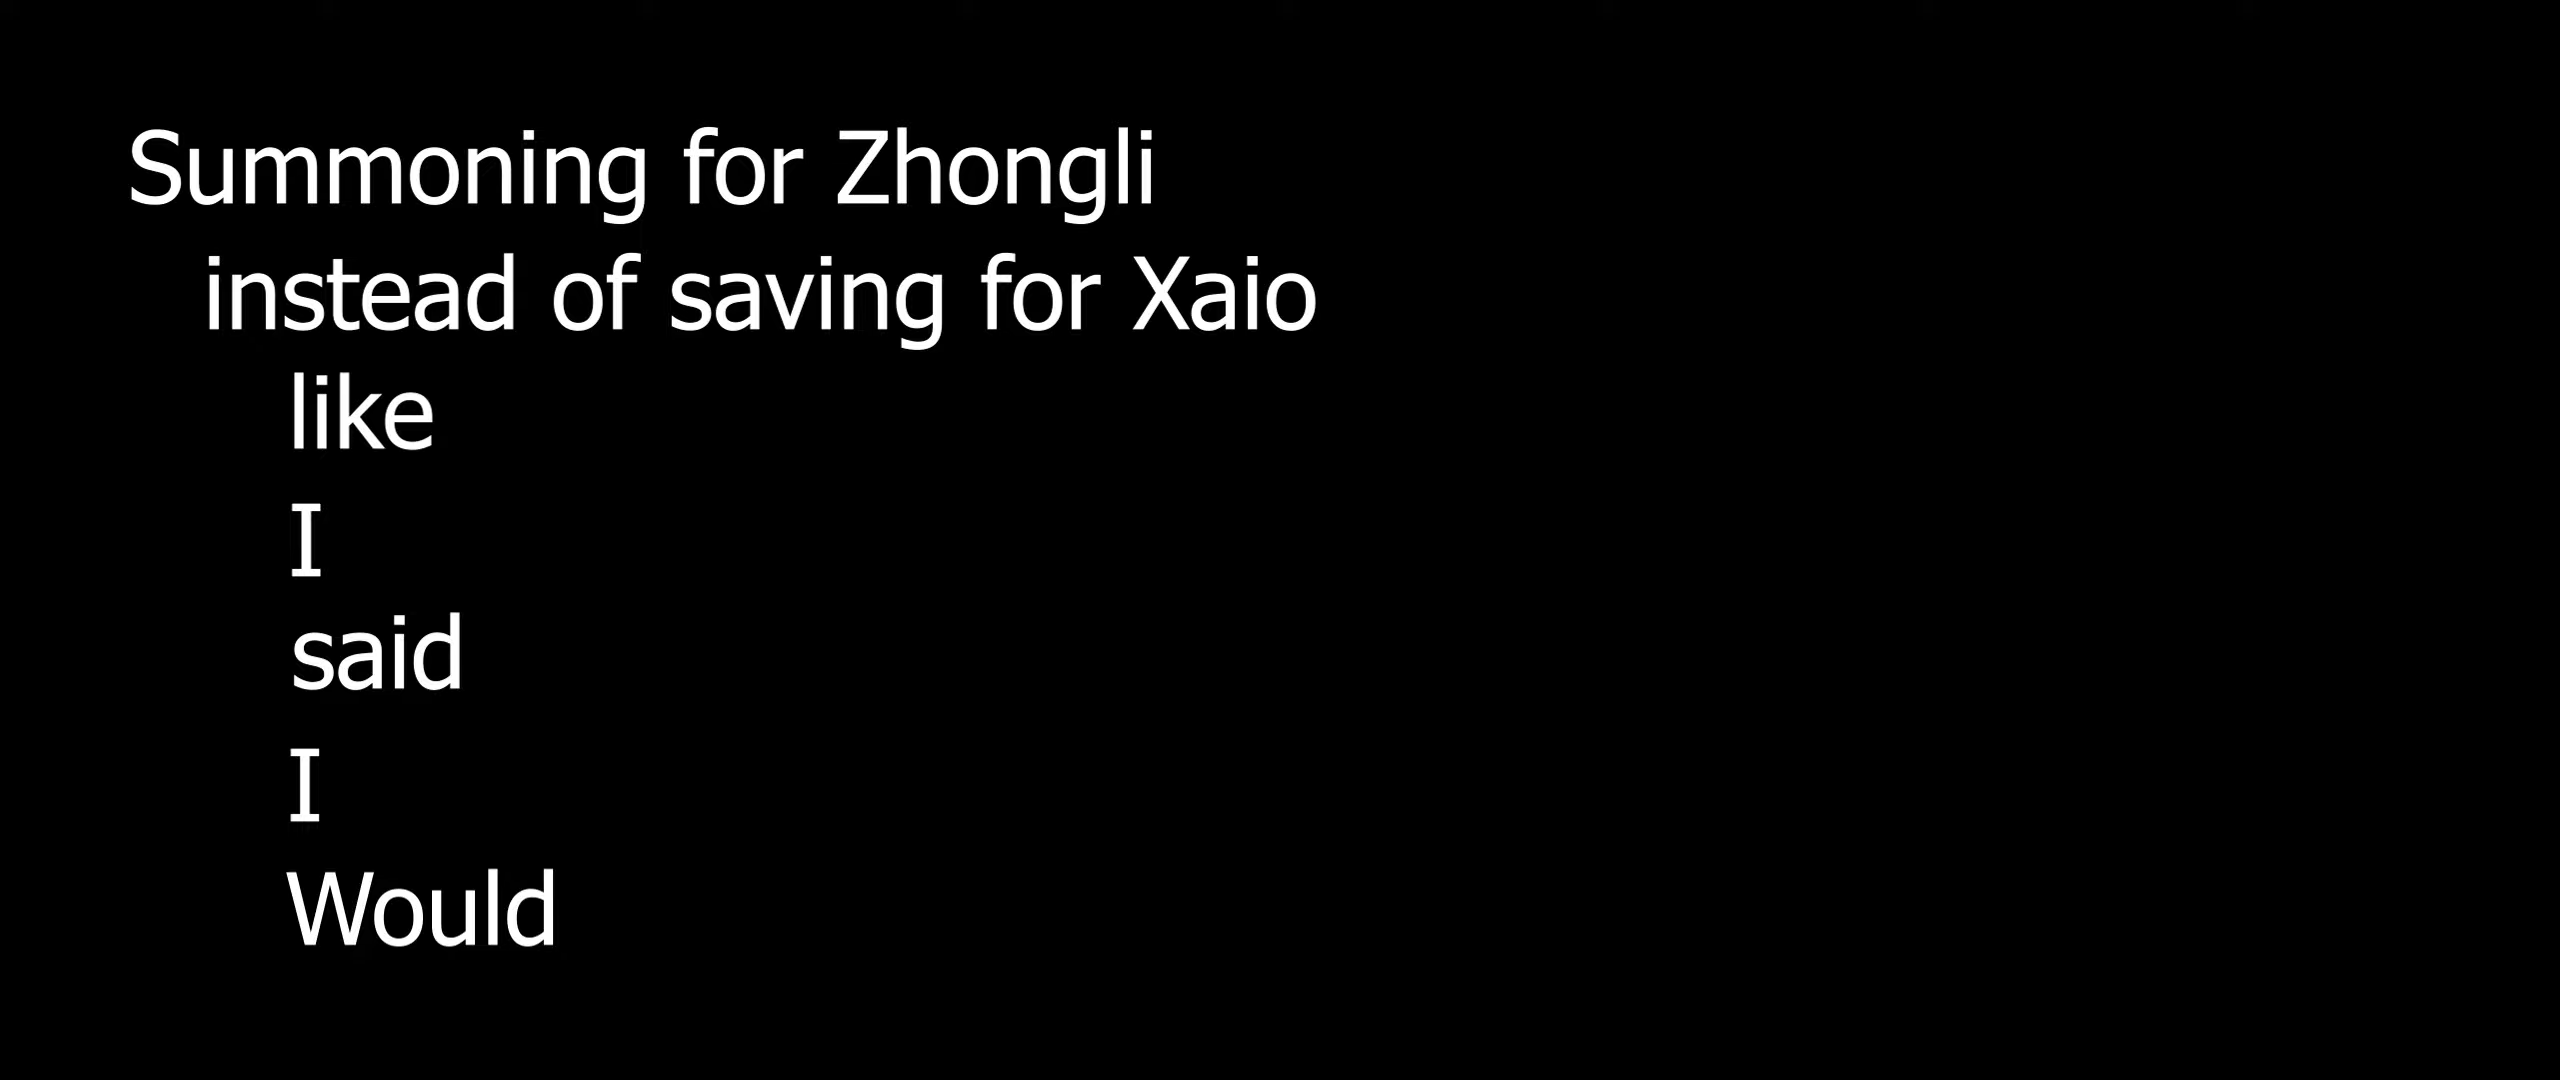 Summoning for Zhongli
instead of saving for Xaio
like
I
said
I
Would